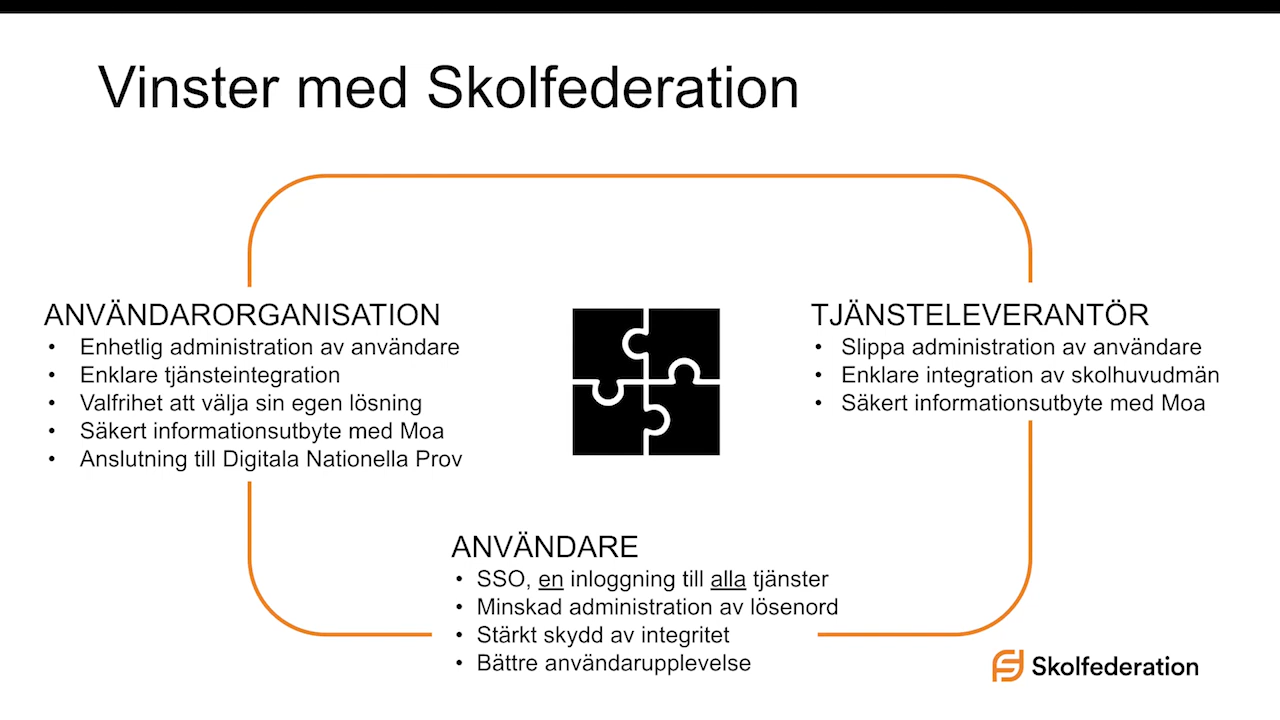 Vinster med Skolfederation
ANVÄNDARORGANISATION
• Enhetlig administration av användare
• Enklare tjänsteintegration
• Valfrihet att välja sin egen lösning
• Säkert informationsutbyte med Moa
• Anslutning till Digitala Nationella Prov
TJÄNSTELEVERANTÖR
• Slippa administration av användare
• Enklare integration av skolhuvudmän
• Säkert informationsutbyte med Moa
ANVÄNDARE
• SSO, en inloggning till alla tjänster
• Minskad administration av lösenord
• Stärkt skydd av integritet
• Bättre användarupplevelse
Skolfederation